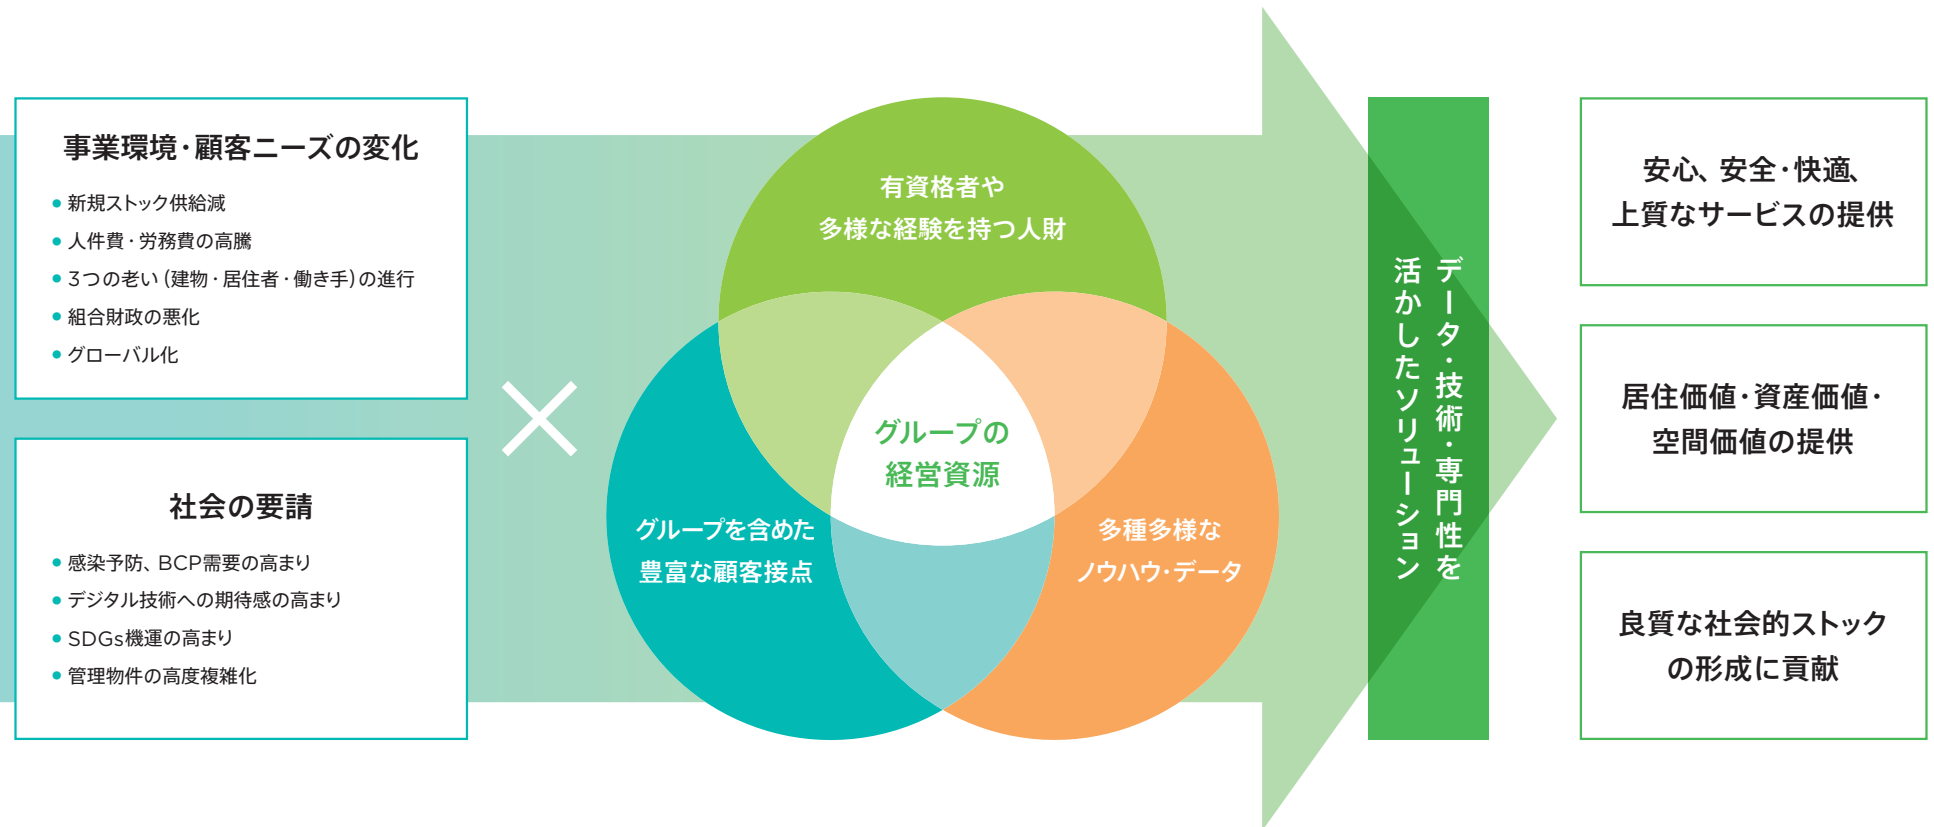 事業環境・顧客ニーズの変化
● 新規ストック供給減
● 人件費・労務費の高騰
● 3つの老い(建物・居住者・働き手)の進行
● 組合財政の悪化
● グローバル化
社会の要請
● 感染予防、BCP需要の高まり
● デジタル技術への期待感の高まり
● SDGs機運の高まり
● 管理物件の高度複雑化
有資格者や
多様な経験を持つ人財
グループの
経営資源
グループを含めた
豊富な顧客接点
多種多様な
ノウハウ・データ
データ・技術・専門性を
活かしたソリューション
安心、安全・快適、
上質なサービスの提供
居住価値・資産価値・
空間価値の提供
良質な社会的ストック
の形成に貢献